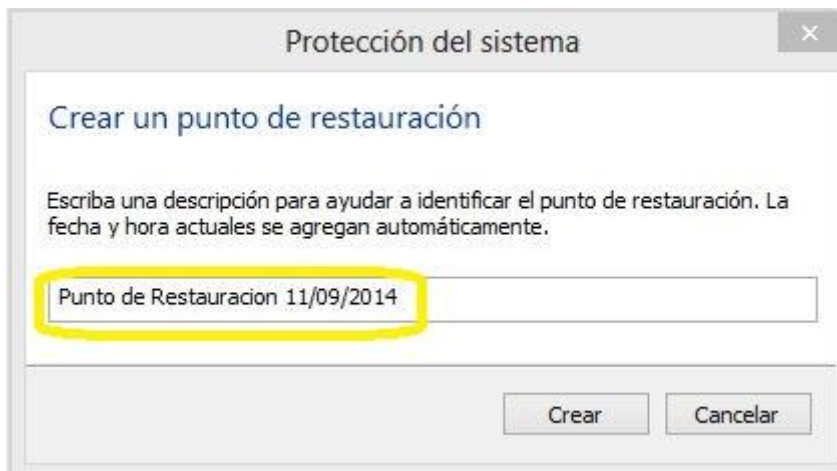 Protección del sistema
Crear un punto de restauración
Escriba una descripción para ayudar a identificar el punto de restauración. La
fecha y hora actuales se agregan automáticamente.
Punto de Restauracion 11/09/2014
Crear
Cancelar